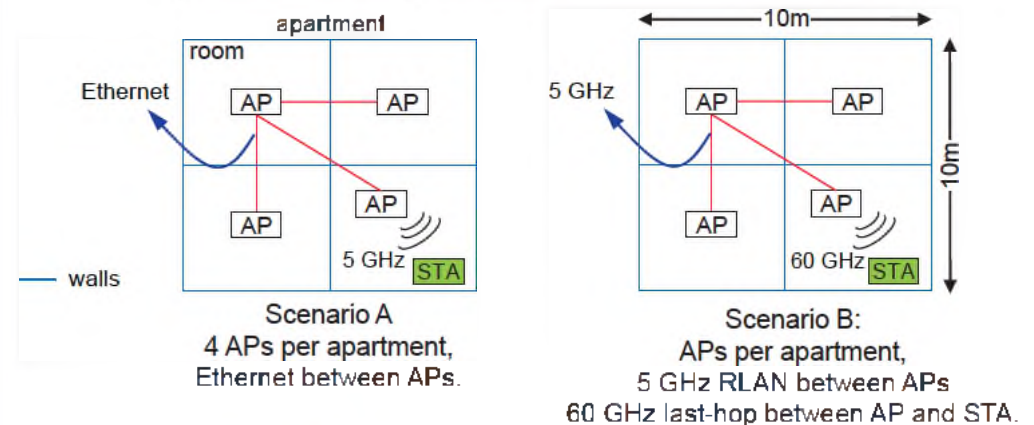 apartment
room
Ethernet
AP
AP
AP
AP
5 GHz
STA
walls
Scenario A
4 APs per apartment,
Ethernet between APs.
10m
5 GHz
AP
AP
10m
AP
AP
60 GHz
STA
Scenario B:
APs per apartment,
5 GHz RLAN between APs
60 GHz last-hop between AP and STA.